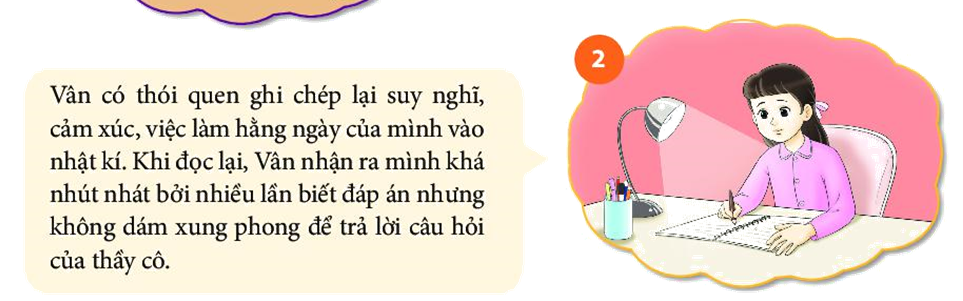 2
Vân có thói quen ghi chép lại suy nghĩ,
cảm xúc, việc làm hằng ngày của mình vào
nhật kí. Khi đọc lại, Vân nhận ra mình khá
nhút nhát bởi nhiều lần biết đáp án nhưng
không dám xung phong để trả lời câu hỏi
của thầy cô.